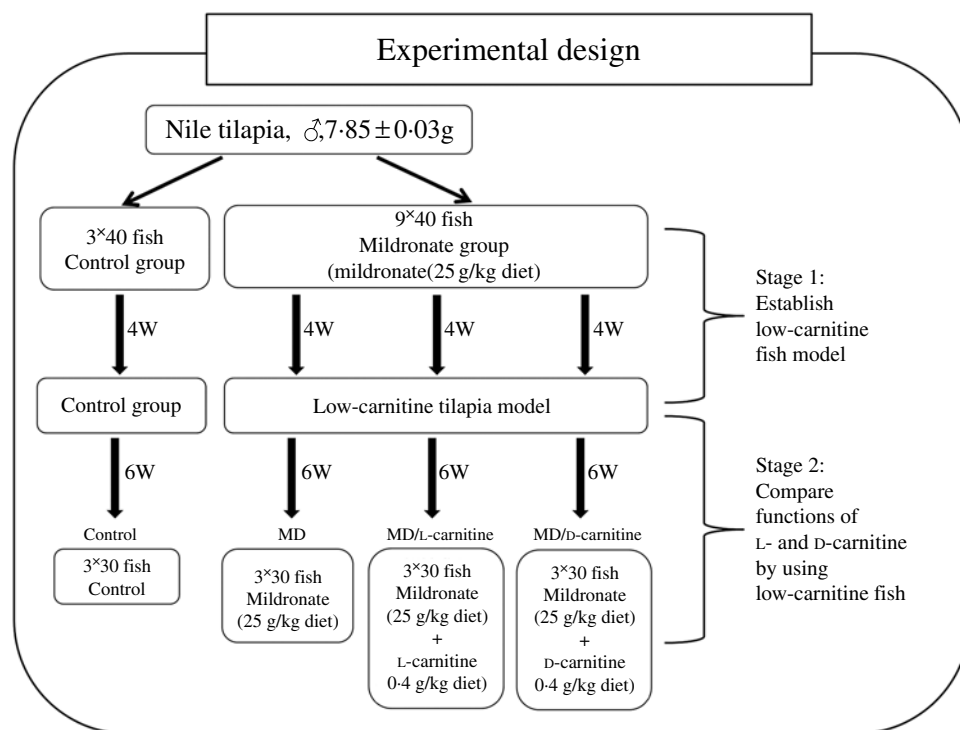 Experimental design
Nile tilapia, ♂,7·85±0·03g
3×40 fish
Control group
9×40 fish
Mildronate group
(mildronate(25 g/kg diet)
Stage 1:
Establish
low-carnitine
fish model
4W
4W
4W
4W
Control group
Low-carnitine tilapia model
6W
6W
6W
6W
Stage 2:
Compare
functions of
L- and D-carnitine
by using
low-carnitine fish
Control
3×30 fish
Control
MD
3×30 fish
Mildronate
(25 g/kg diet)
MD/L-carnitine
3×30 fish
Mildronate
(25 g/kg diet)
+
L-carnitine
0·4 g/kg diet)
MD/D-carnitine
3×30 fish
Mildronate
(25 g/kg diet)
+
D-carnitine
0·4 g/kg diet)